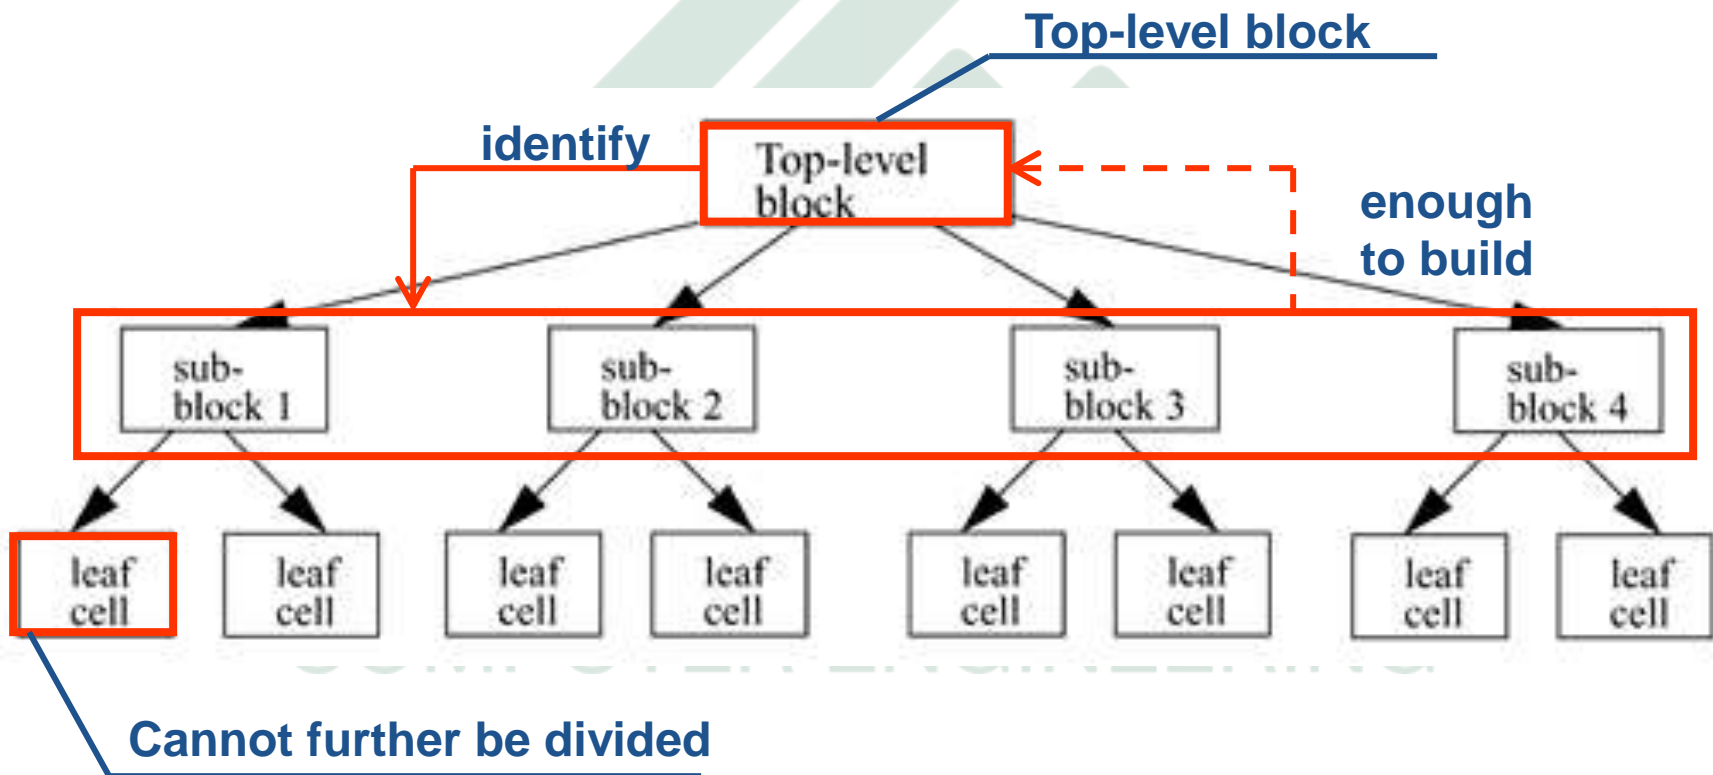 Top-level block
identify
Top-level
block
enough
to build
sub-
block 1
sub-
block 2
sub-
block 3
sub-
block 4
leaf
cell
leaf
cell
leaf
cell
leaf
cell
leaf
cell
leaf
cell
leaf
cell
leaf
cell
COMPUTER ENGINEERING
Cannot further be divided